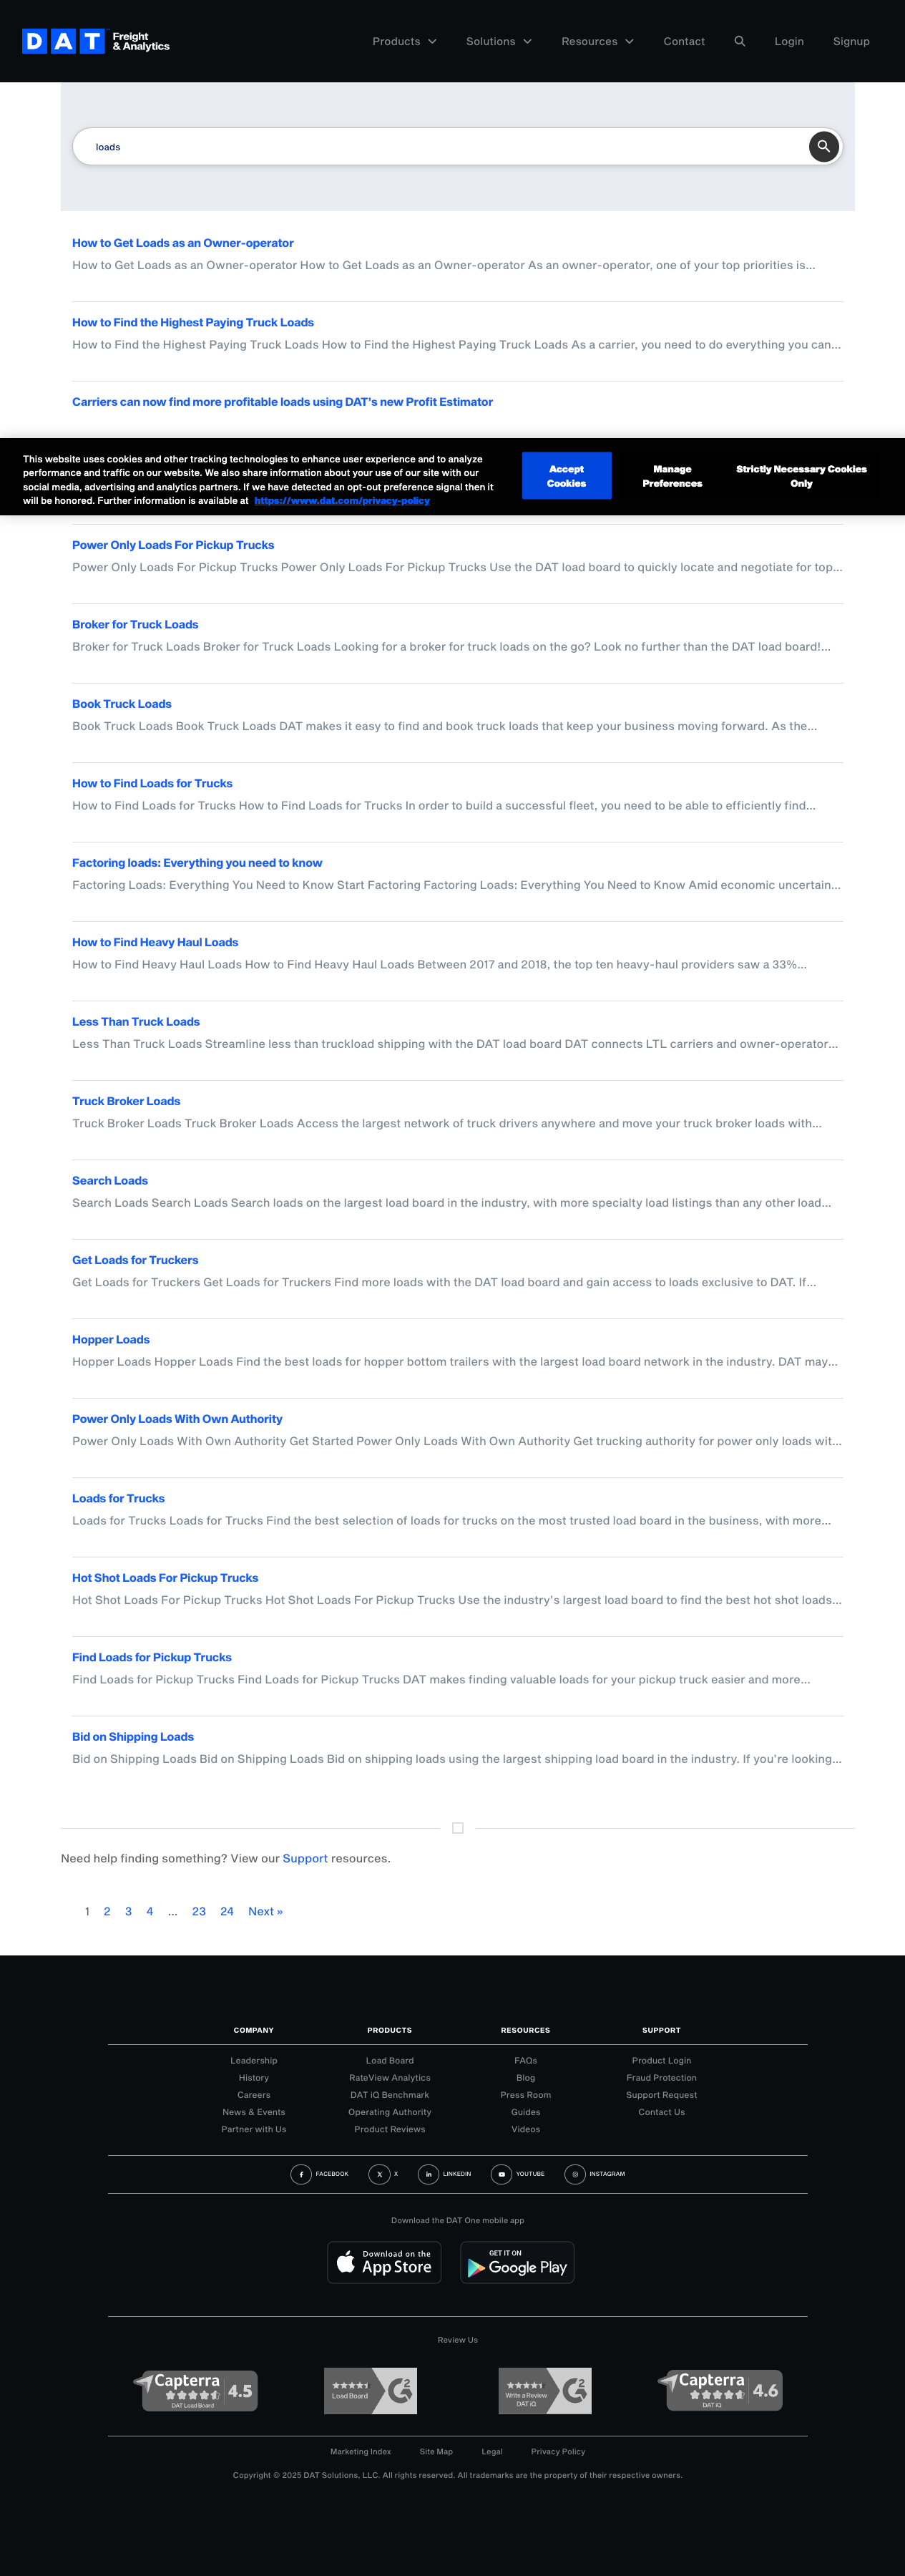 DAT Freight
& Analytics
Products Solutions Resources Contact Login Signup
loads
How to Get Loads as an Owner-operator
How to Get Loads as an Owner-operator How to Get Loads as an Owner-operator As an owner-operator, one of your top priorities is...
How to Find the Highest Paying Truck Loads
How to Find the Highest Paying Truck Loads How to Find the Highest Paying Truck Loads As a carrier, you need to do everything you can...
Carriers can now find more profitable loads using DAT's new Profit Estimator
This website uses cookies and other tracking technologies to enhance user experience and to analyze
performance and traffic on our website. We also share information about your use of our site with our
social media, advertising and analytics partners. If we have detected an opt-out preference signal then it
will be honored. Further information is available at https://www.dat.com/privacy-policy
Accept
Cookies
Manage
Preferences
Strictly Necessary Cookies
Only
Power Only Loads For Pickup Trucks
Power Only Loads For Pickup Trucks Power Only Loads For Pickup Trucks Use the DAT load board to quickly locate and negotiate for top...
Broker for Truck Loads
Broker for Truck Loads Broker for Truck Loads Looking for a broker for truck loads on the go? Look no further than the DAT load board!...
Book Truck Loads
Book Truck Loads Book Truck Loads DAT makes it easy to find and book truck loads that keep your business moving forward. As the...
How to Find Loads for Trucks
How to Find Loads for Trucks How to Find Loads for Trucks In order to build a successful fleet, you need to be able to efficiently find...
Factoring loads: Everything you need to know
Factoring Loads: Everything You Need to Know Start Factoring Factoring Loads: Everything You Need to Know Amid economic uncertain...
How to Find Heavy Haul Loads
How to Find Heavy Haul Loads How to Find Heavy Haul Loads Between 2017 and 2018, the top ten heavy-haul providers saw a 33%...
Less Than Truck Loads
Less Than Truck Loads Streamline less than truckload shipping with the DAT load board DAT connects LTL carriers and owner-operator...
Truck Broker Loads
Truck Broker Loads Truck Broker Loads Access the largest network of truck drivers anywhere and move your truck broker loads with...
Search Loads
Search Loads Search Loads Search loads on the largest load board in the industry, with more specialty load listings than any other load...
Get Loads for Truckers
Get Loads for Truckers Get Loads for Truckers Find more loads with the DAT load board and gain access to loads exclusive to DAT. If...
Hopper Loads
Hopper Loads Hopper Loads Find the best loads for hopper bottom trailers with the largest load board network in the industry. DAT may...
Power Only Loads With Own Authority
Power Only Loads With Own Authority Get Started Power Only Loads With Own Authority Get trucking authority for power only loads wit...
Loads for Trucks
Loads for Trucks Loads for Trucks Find the best selection of loads for trucks on the most trusted load board in the business, with more...
Hot Shot Loads For Pickup Trucks
Hot Shot Loads For Pickup Trucks Hot Shot Loads For Pickup Trucks Use the industry's largest load board to find the best hot shot loads...
Find Loads for Pickup Trucks
Find Loads for Pickup Trucks Find Loads for Pickup Trucks DAT makes finding valuable loads for your pickup truck easier and more...
Bid on Shipping Loads
Bid on Shipping Loads Bid on Shipping Loads Bid on shipping loads using the largest shipping load board in the industry. If you're looking...
Need help finding something? View our Support resources.
1 2 3 4 ... 23 24 Next »
COMPANY
Leadership
History
Careers
News & Events
Partner with Us
PRODUCTS
Load Board
RateView Analytics
DAT iQ Benchmark
Operating Authority
Product Reviews
RESOURCES
FAQs
Blog
Press Room
Guides
Videos
SUPPORT
Product Login
Fraud Protection
Support Request
Contact Us
FACEBOOK X LINKEDIN YOUTUBE INSTAGRAM
Download the DAT One mobile app
Download on the
App Store
GET IT ON
Google Play
Review Us
Capterra
4.5
DAT Load Board
Load Board
G2
Write a Review
DAT iQ
G2
Capterra
4.6
DAT iQ
Marketing Index Site Map Legal Privacy Policy
Copyright © 2025 DAT Solutions, LLC. All rights reserved. All trademarks are the property of their respective owners.